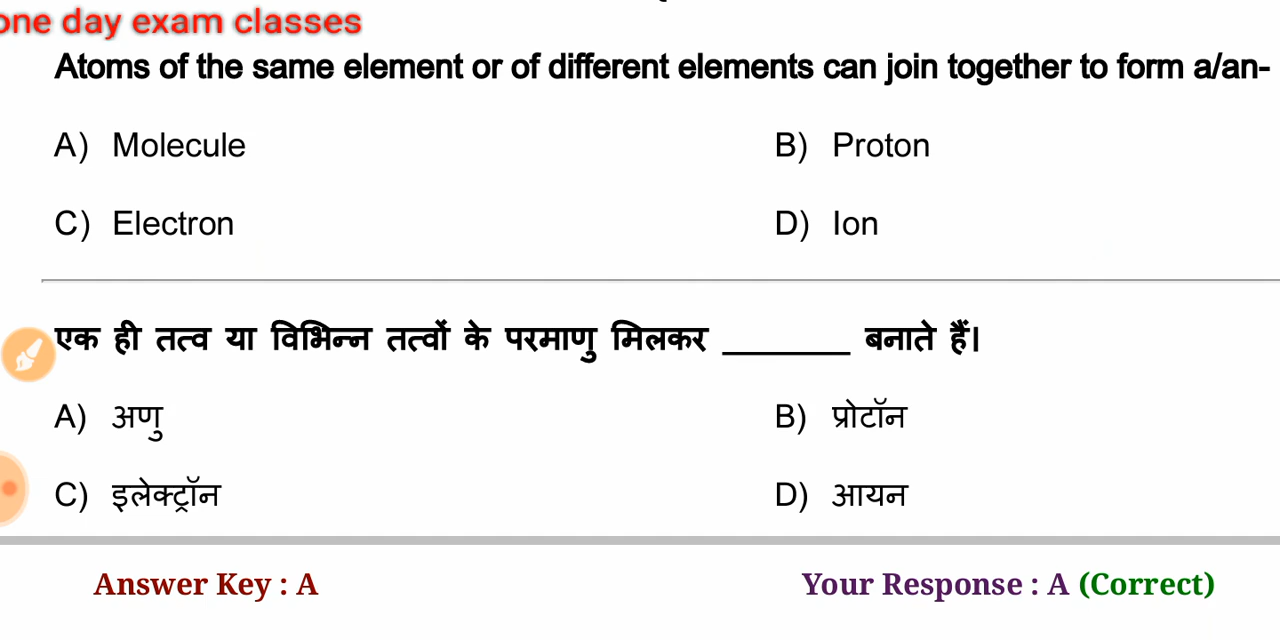 one day exam classes
Atoms of the same element or of different elements can join together to form a/an-
A) Molecule B) Proton
C) Electron D) Ion
एक ही तत्व या विभिन्न तत्वों के परमाणु मिलकर ________ बनाते हैं।
A) अणु B) प्रोटॉन
C) इलेक्ट्रॉन D) आयन
Answer Key : A Your Response : A (Correct)